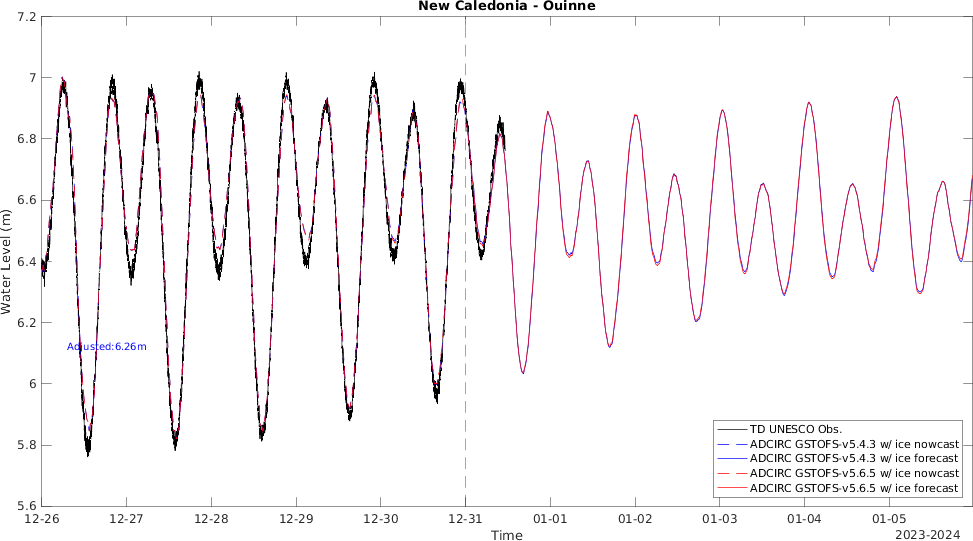 New Caledonia - Ouinne
7.2
7
6.8
6.6
6.4
6.2
6
5.8
5.6
Water Level (m)
Adjusted:6.26m
TD UNESCO Obs.
ADCIRC GSTOFS-v5.4.3 w/ ice nowcast
ADCIRC GSTOFS-v5.4.3 w/ ice forecast
ADCIRC GSTOFS-v5.6.5 w/ ice nowcast
ADCIRC GSTOFS-v5.6.5 w/ ice forecast
12-26 12-27 12-28 12-29 12-30 12-31 01-01 01-02 01-03 01-04 01-05
Time
2023-2024